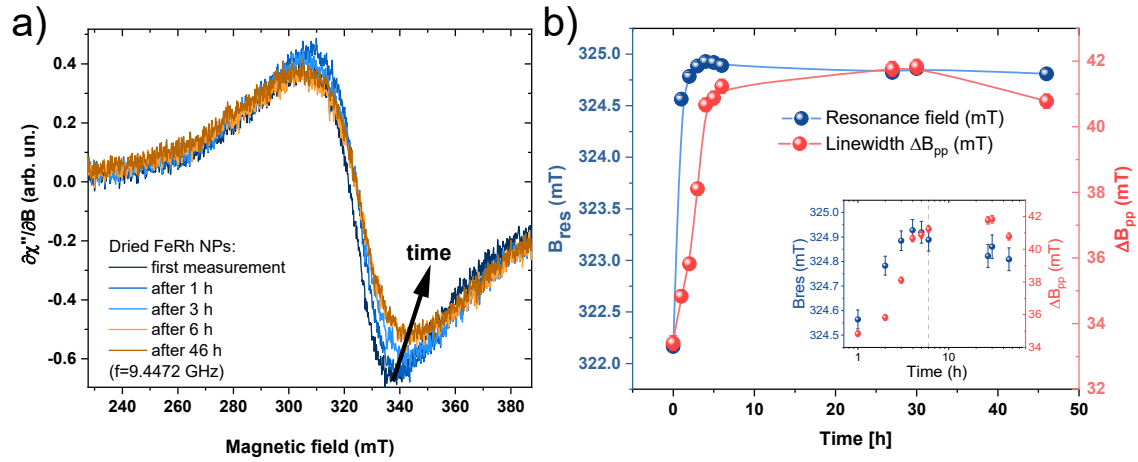 a)
∂χ"/∂B (arb. un.)
0.4
0.2
0.0
-0.2
-0.4
-0.6
Dried FeRh NPs:
first measurement
after 1 h
after 3 h
after 6 h
after 46 h
(f=9.4472 GHz)
time
240 260 280 300 320 340 360 380
Magnetic field (mT)
b)
B_res (mT)
325.0
324.5
324.0
323.5
323.0
322.5
322.0
Resonance field (mT)
Linewidth ΔB_pp (mT)
42
40
38
36
34
32
ΔB_pp (mT)
0 10 20 30 40 50
Time [h]
Bres (mT)
325.0
324.9
324.8
324.6
324.5
42
40
38
36
34
ΔB_pp (mT)
1 10
Time (h)